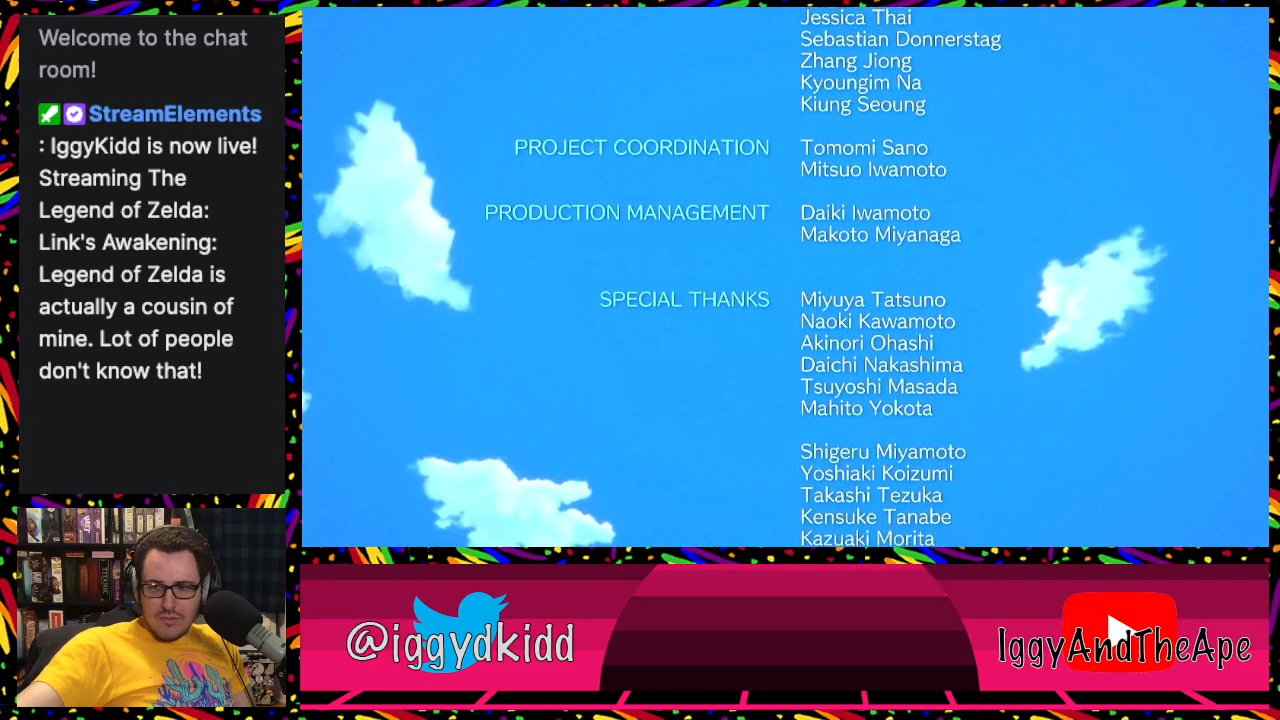 Welcome to the chat
room!
StreamElements
: IggyKidd is now live!
Streaming The
Legend of Zelda:
Link's Awakening:
Legend of Zelda is
actually a cousin of
mine. Lot of people
don't know that!
Jessica Thai
Sebastian Donnerstag
Zhang Jiong
Kyoungim Na
Kiung Seoung
PROJECT COORDINATION Tomomi Sano
Mitsuo Iwamoto
PRODUCTION MANAGEMENT Daiki Iwamoto
Makoto Miyanaga
SPECIAL THANKS Miyuya Tatsuno
Naoki Kawamoto
Akinori Ohashi
Daichi Nakashima
Tsuyoshi Masada
Mahito Yokota
Shigeru Miyamoto
Yoshiaki Koizumi
Takashi Tezuka
Kensuke Tanabe
Kazuaki Morita
@iggydkidd
IggyAndTheApe